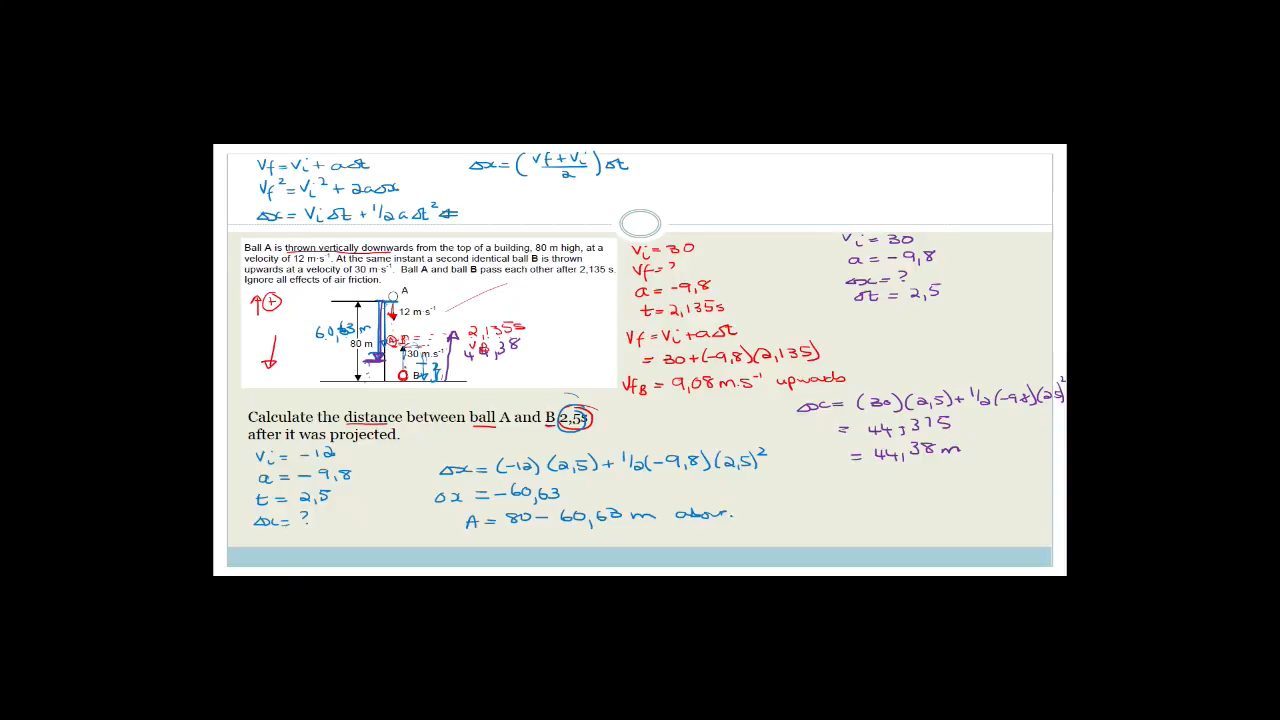 Vf = Vi + aΔt
Δx = (Vf + Vi / 2) Δt
Vf² = Vi² + 2aΔx
Δx = ViΔt + 1/2 aΔt²
Ball A is thrown vertically downwards from the top of a building, 80 m high, at a
velocity of 12 m·s⁻¹. At the same instant a second identical ball B is thrown
upwards at a velocity of 30 m·s⁻¹. Ball A and ball B pass each other after 2,135 s.
Ignore all effects of air friction.
+
A
12 m·s⁻¹
60,63 m
80 m
2,135s
44,38
30 m·s⁻¹
B
Calculate the distance between ball A and B 2,5s
after it was projected.
Vi = -12
a = -9,8
t = 2,5
Δx = ?
Δx = (-12)(2,5) + 1/2(-9,8)(2,5)²
Δx = -60,63
A = 80 - 60,63 m above.
Vi = 30
Vf = ?
a = -9,8
t = 2,135s
Vf = Vi + aΔt
= 30 + (-9,8)(2,135)
VfB = 9,08 m.s⁻¹ upwards
Vi = 30
a = -9,8
Δx = ?
Δt = 2,5
Δx = (30)(2,5) + 1/2(-9,8)(2,5)²
= 44,375
= 44,38 m